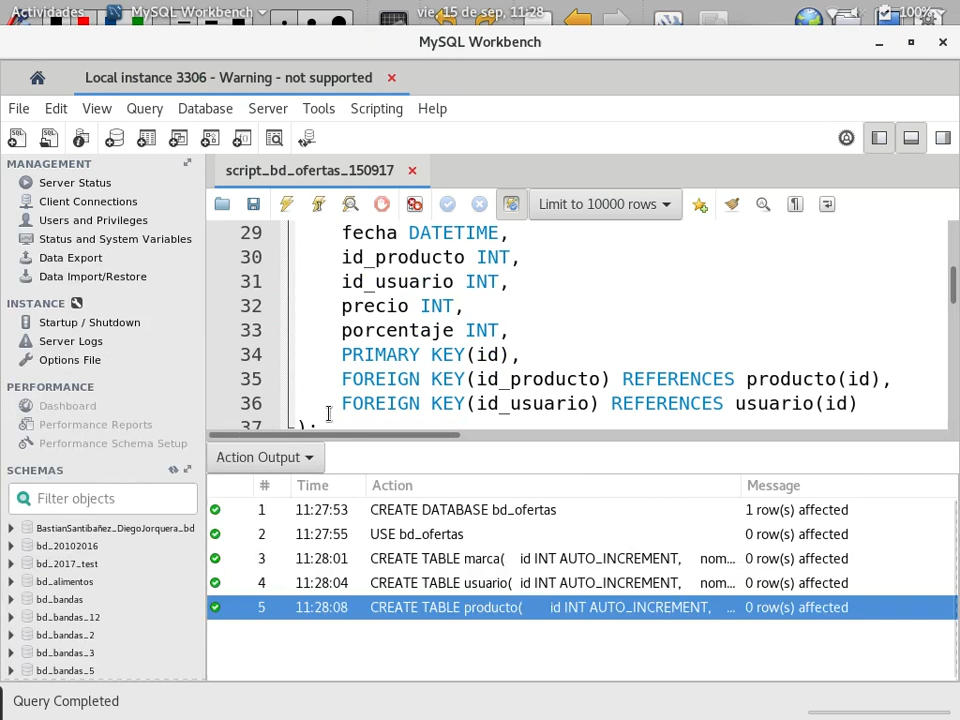 Actividades MySQL Workbench vie, 15 de sep, 11:28 100%
MySQL Workbench
Local instance 3306 - Warning - not supported
File Edit View Query Database Server Tools Scripting Help
MANAGEMENT
Server Status
Client Connections
Users and Privileges
Status and System Variables
Data Export
Data Import/Restore
INSTANCE
Startup / Shutdown
Server Logs
Options File
PERFORMANCE
Dashboard
Performance Reports
Performance Schema Setup
SCHEMAS
Filter objects
BastianSantibañez_DiegoJorquera_bd
bd_20102016
bd_2017_test
bd_alimentos
bd_bandas
bd_bandas_12
bd_bandas_2
bd_bandas_3
bd_bandas_5
script_bd_ofertas_150917
Limit to 10000 rows
29 fecha DATETIME,
30 id_producto INT,
31 id_usuario INT,
32 precio INT,
33 porcentaje INT,
34 PRIMARY KEY(id),
35 FOREIGN KEY(id_producto) REFERENCES producto(id),
36 FOREIGN KEY(id_usuario) REFERENCES usuario(id)
37 );
Action Output
# Time Action Message
1 11:27:53 CREATE DATABASE bd_ofertas 1 row(s) affected
2 11:27:55 USE bd_ofertas 0 row(s) affected
3 11:28:01 CREATE TABLE marca( id INT AUTO_INCREMENT, nom... 0 row(s) affected
4 11:28:04 CREATE TABLE usuario( id INT AUTO_INCREMENT, nom... 0 row(s) affected
5 11:28:08 CREATE TABLE producto( id INT AUTO_INCREMENT, ... 0 row(s) affected
Query Completed